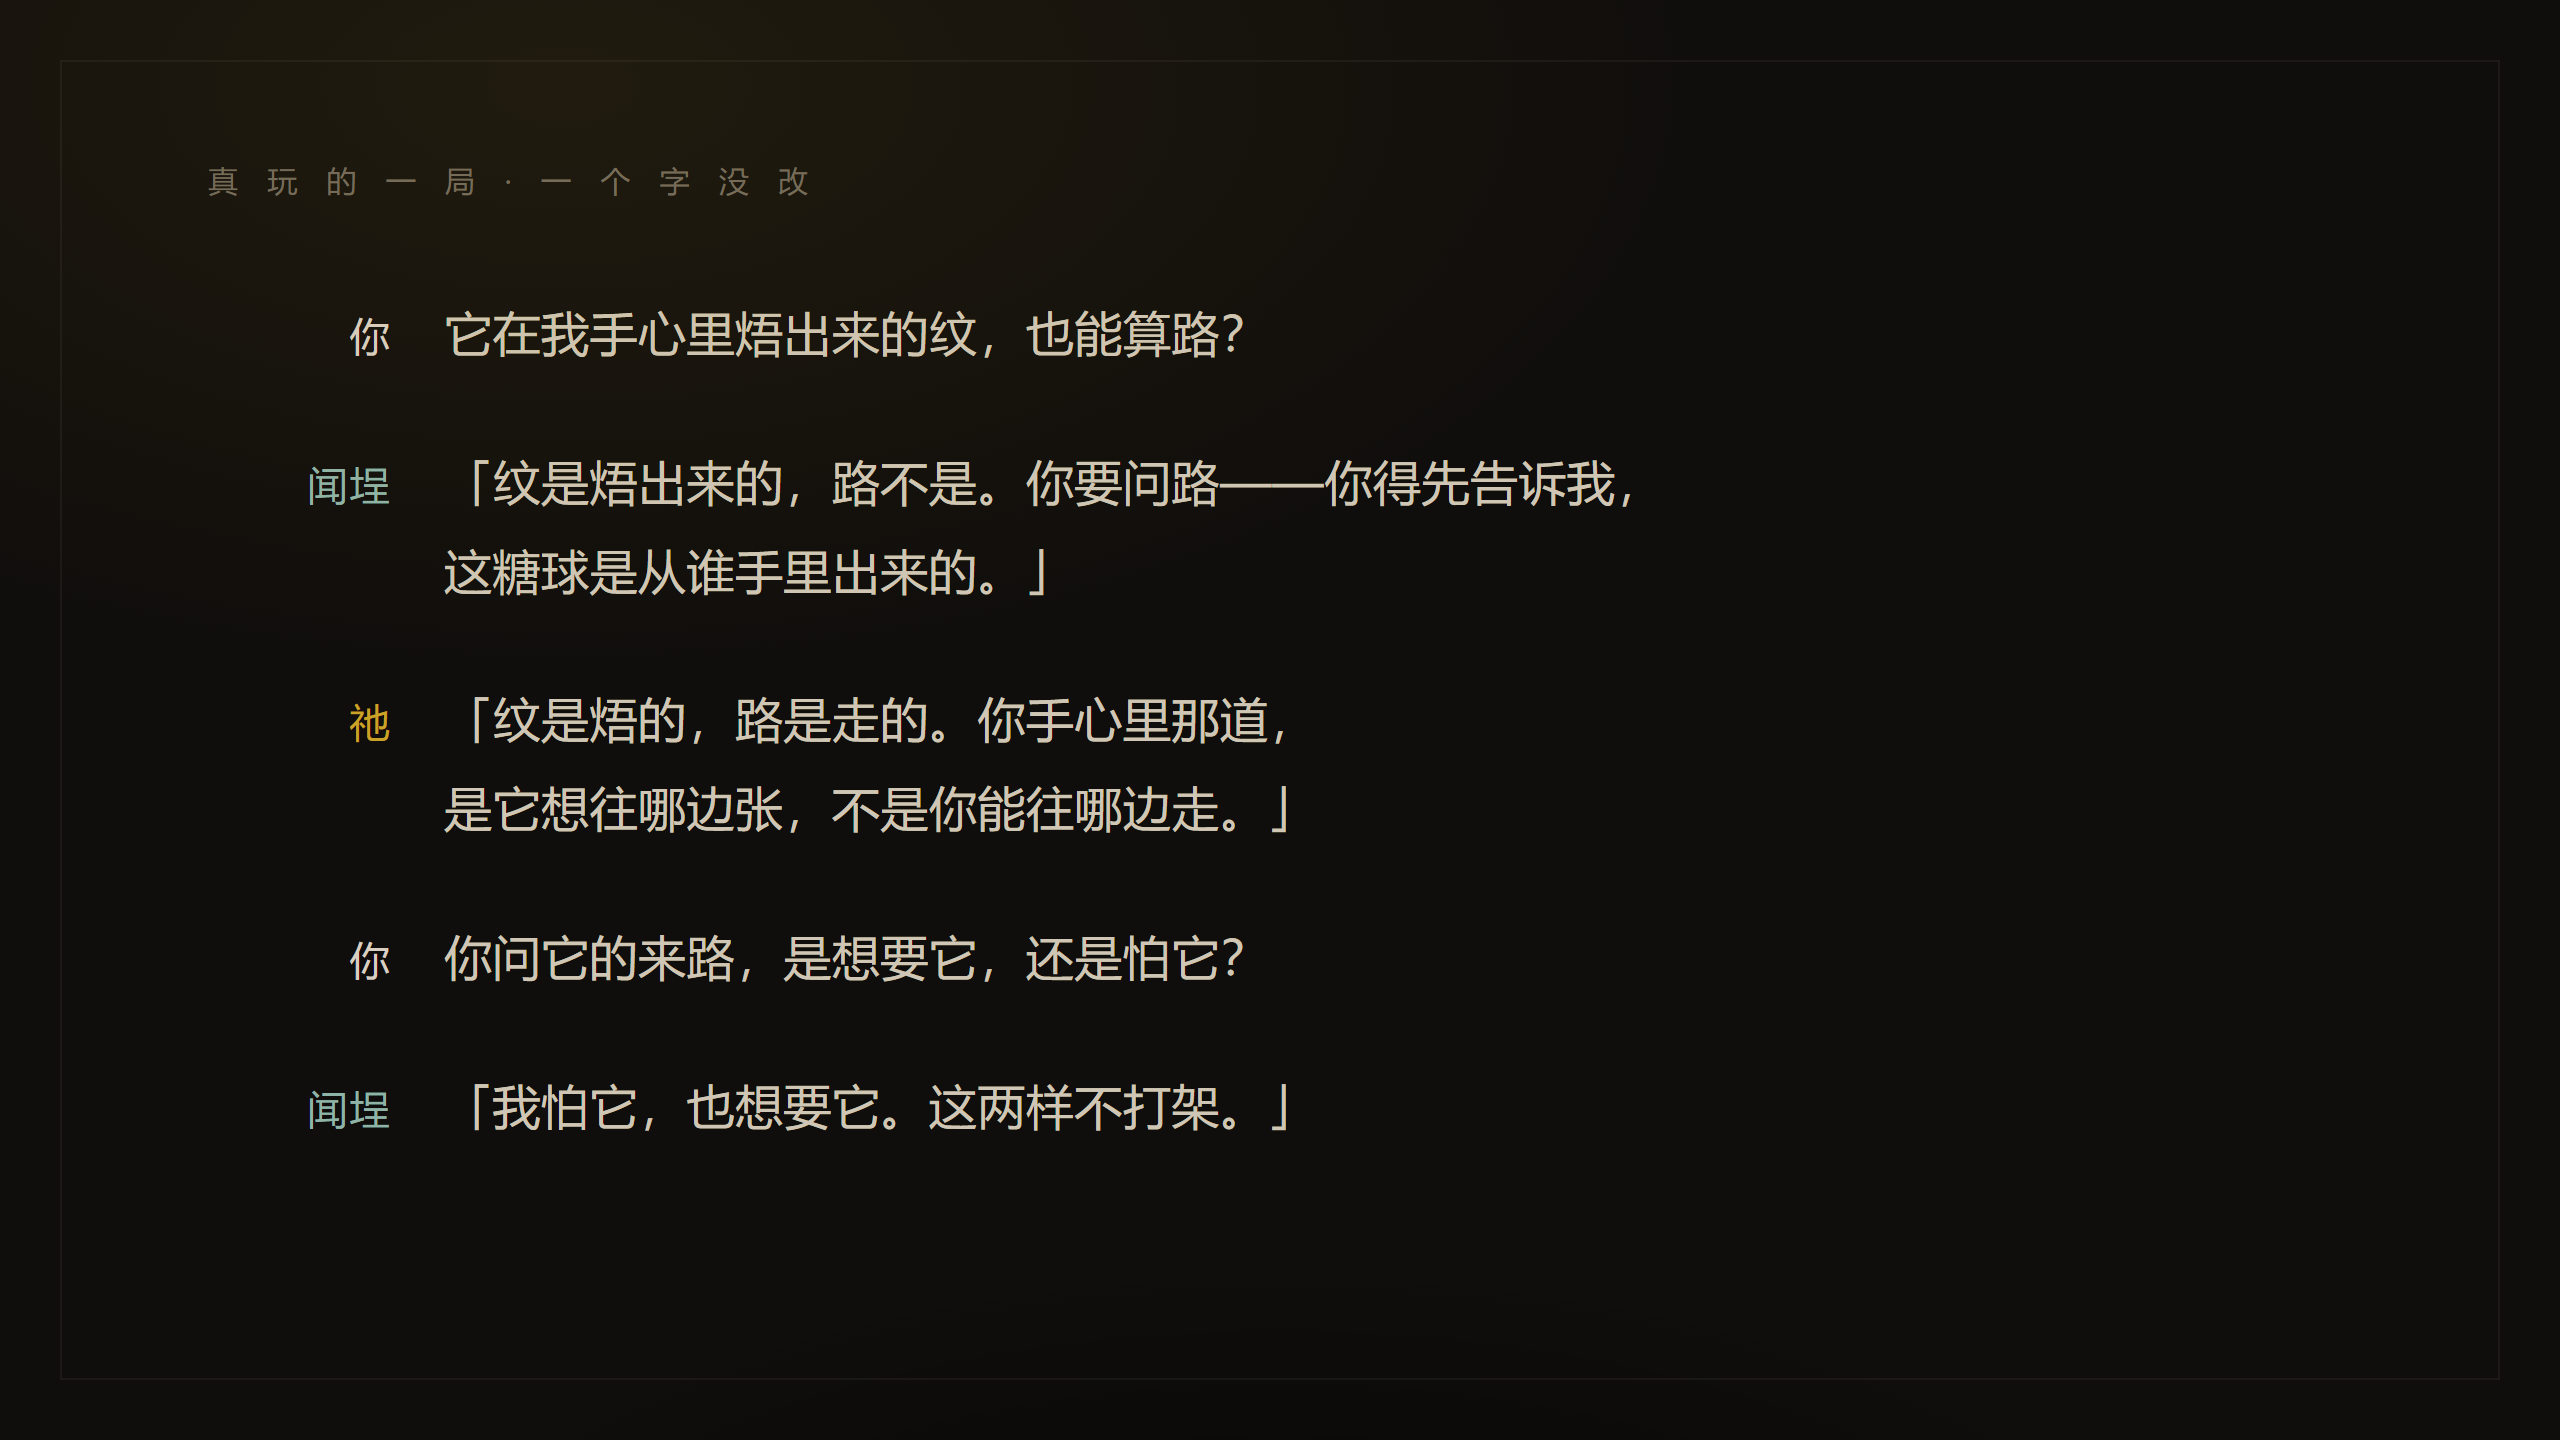 真玩的一局·一个字没改
你 它在我手心里焐出来的纹，也能算路？
闻埕 「纹是焐出来的，路不是。你要问路——你得先告诉我，
这糖球是从谁手里出来的。」
祂 「纹是焐的，路是走的。你手心里那道，
是它想往哪边张，不是你能往哪边走。」
你 你问它的来路，是想要它，还是怕它？
闻埕 「我怕它，也想要它。这两样不打架。」